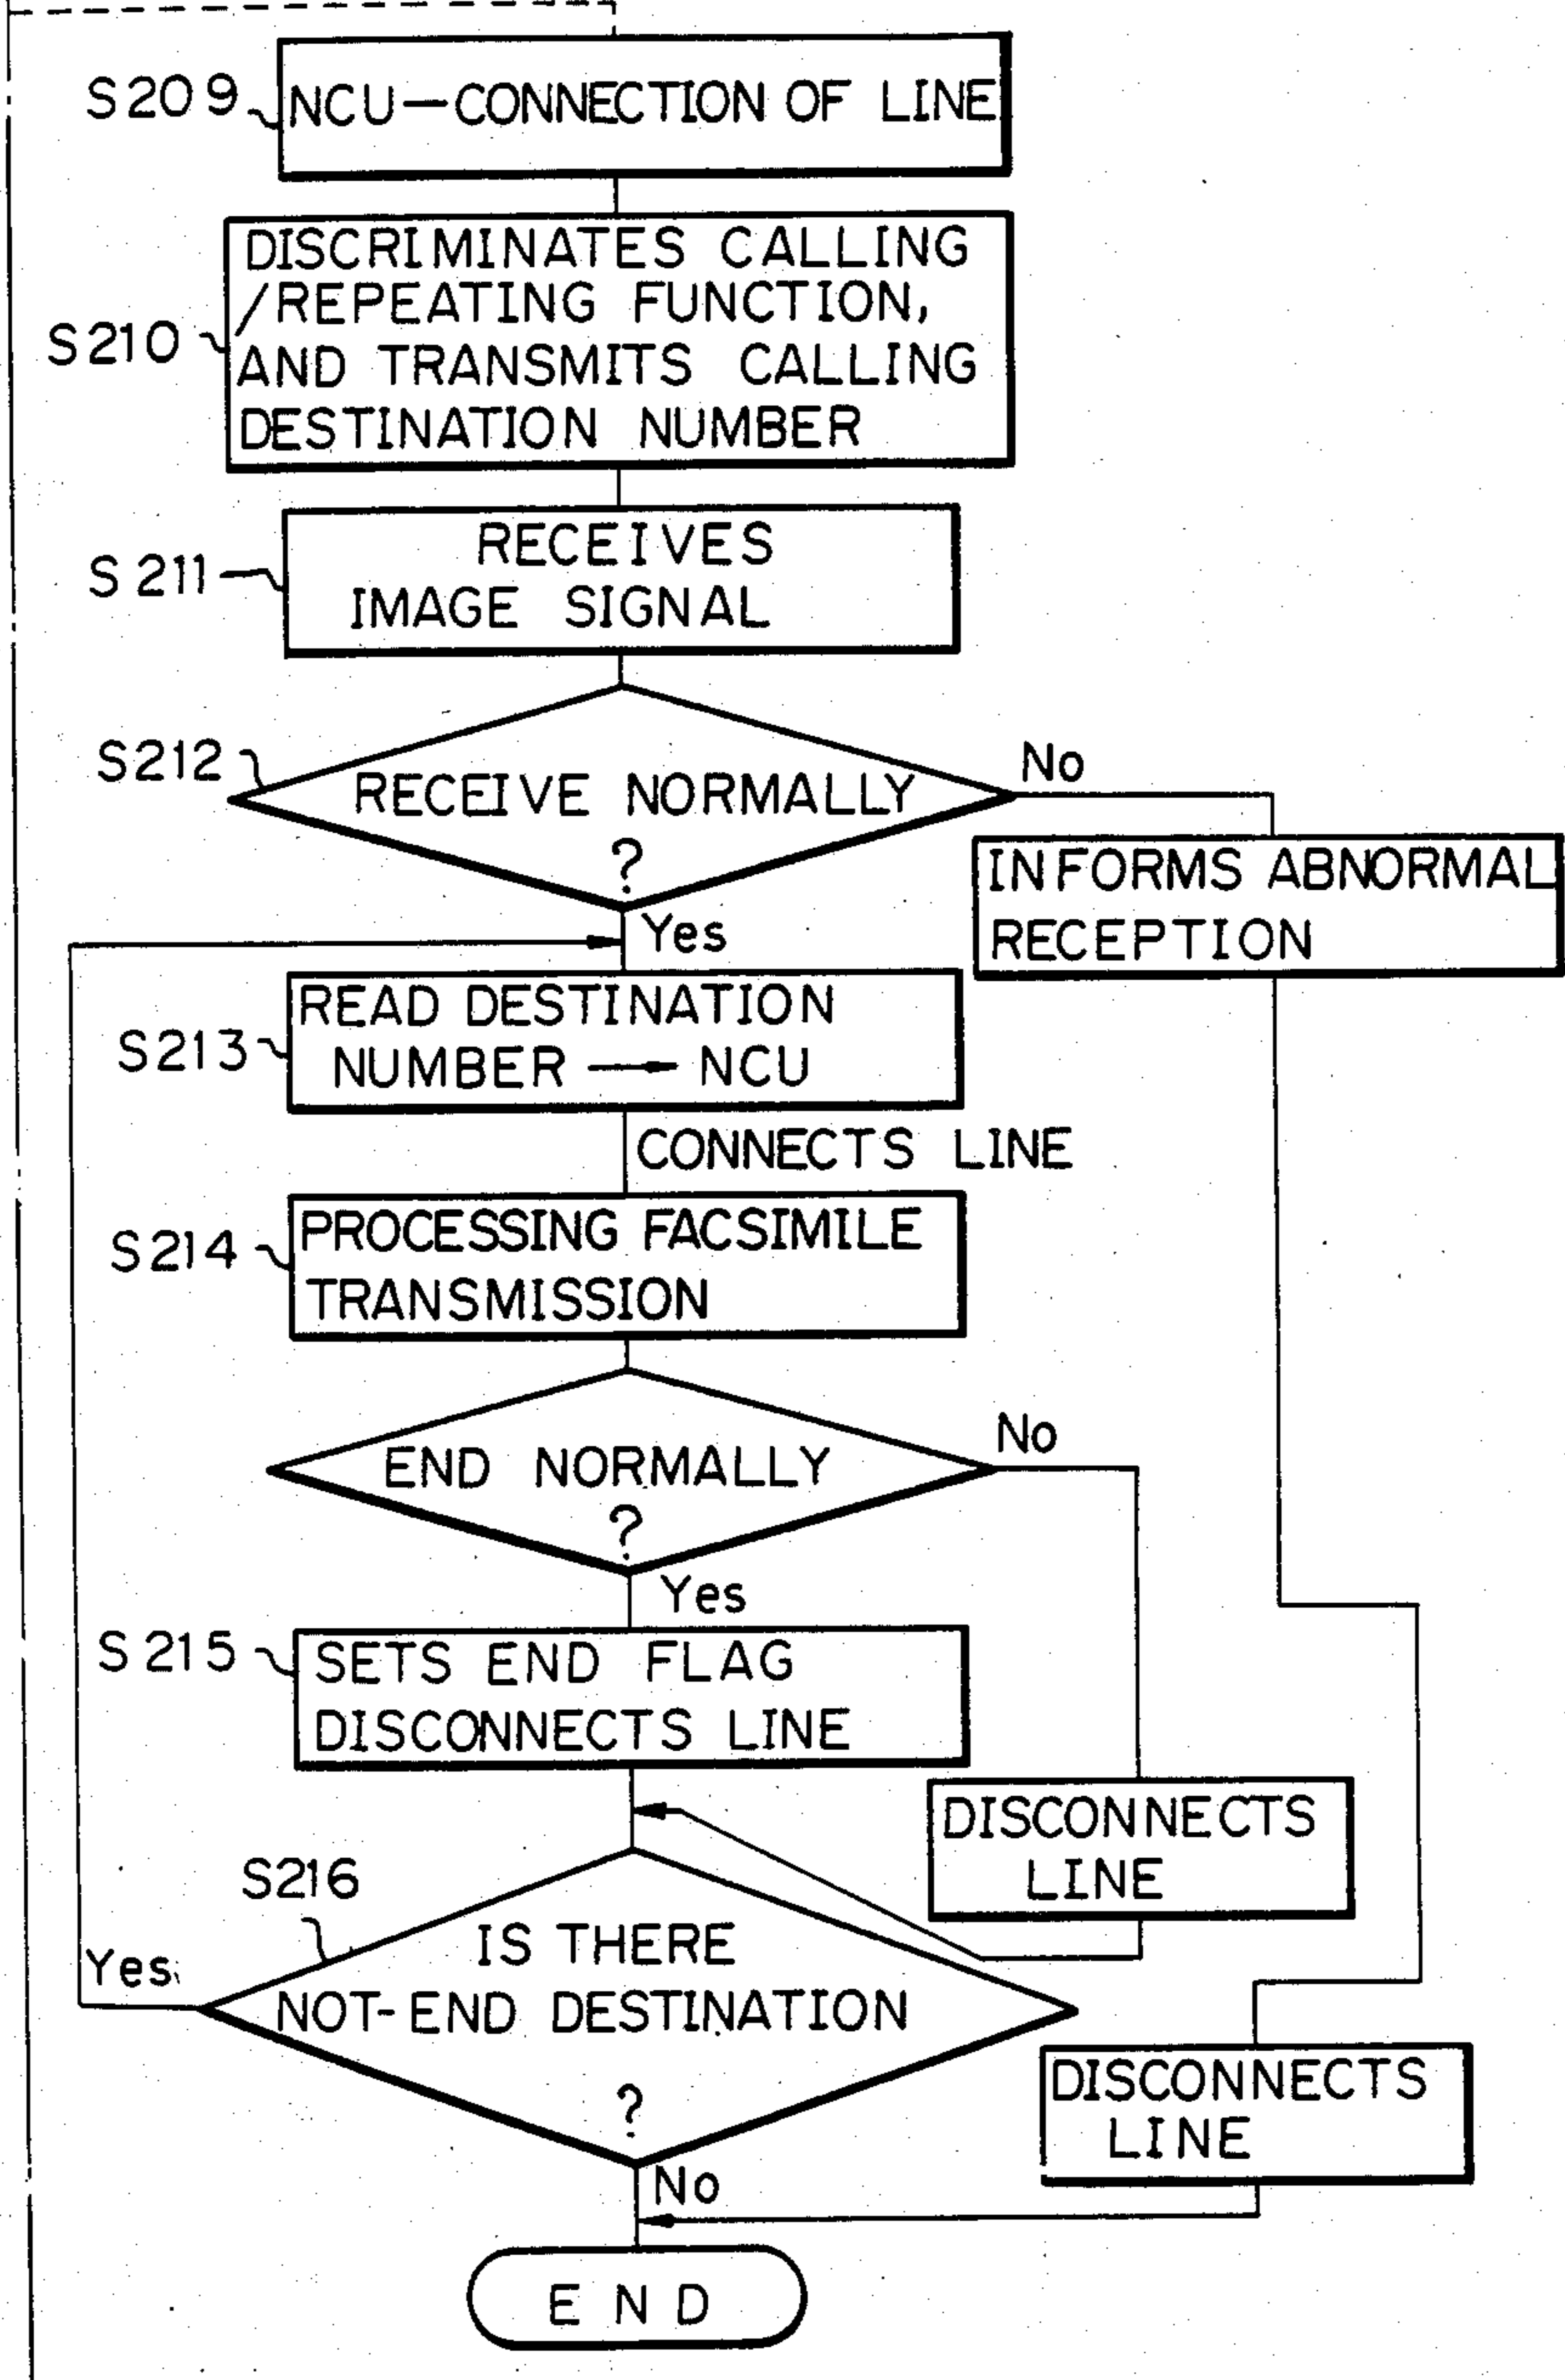 S209
NCU—CONNECTION OF LINE
S210
DISCRIMINATES CALLING
/REPEATING FUNCTION,
AND TRANSMITS CALLING
DESTINATION NUMBER
S211
RECEIVES
IMAGE SIGNAL
S212
RECEIVE NORMALLY
?
No
INFORMS ABNORMAL
RECEPTION
Yes
S213
READ DESTINATION
NUMBER → NCU
CONNECTS LINE
S214
PROCESSING FACSIMILE
TRANSMISSION
END NORMALLY
?
No
Yes
S215
SETS END FLAG
DISCONNECTS LINE
DISCONNECTS
LINE
S216
IS THERE
NOT-END DESTINATION
?
Yes
No
DISCONNECTS
LINE
END